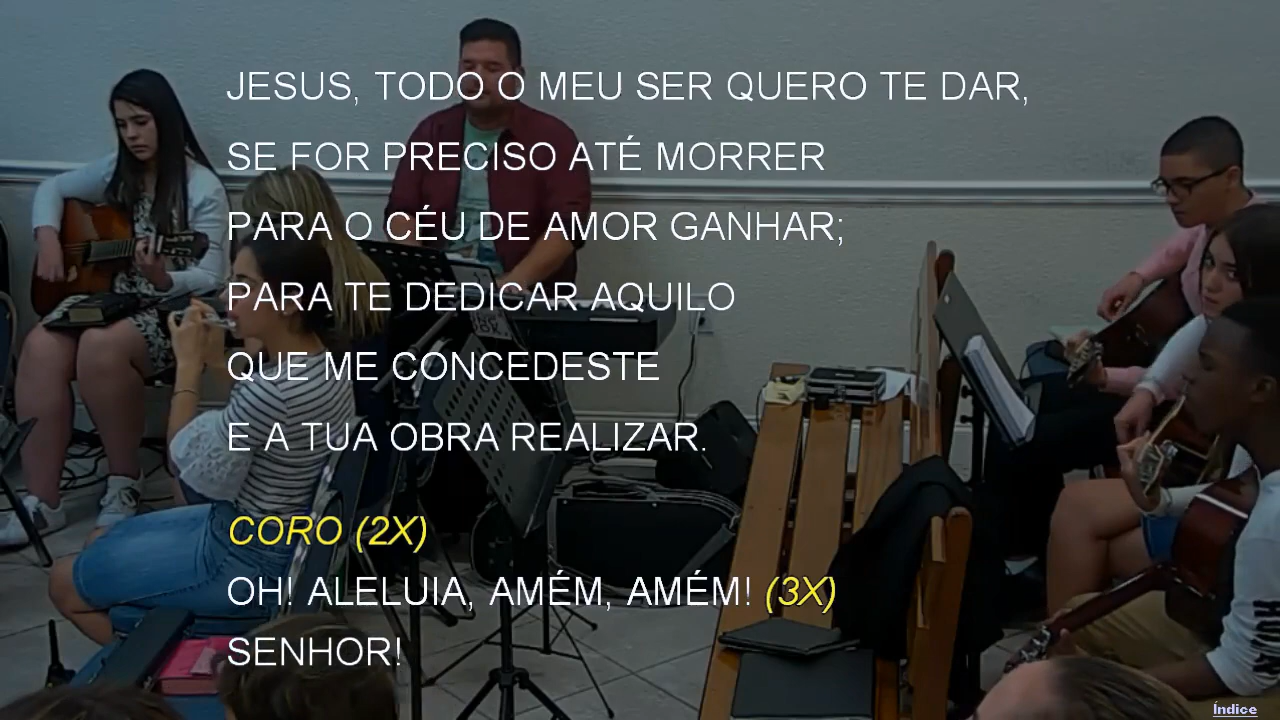 JESUS, TODO O MEU SER QUERO TE DAR,
SE FOR PRECISO ATÉ MORRER
PARA O CÉU DE AMOR GANHAR;
PARA TE DEDICAR AQUILO
QUE ME CONCEDESTE
E A TUA OBRA REALIZAR.
CORO (2X)
OH! ALELUIA, AMÉM, AMÉM! (3X)
SENHOR!
Índice